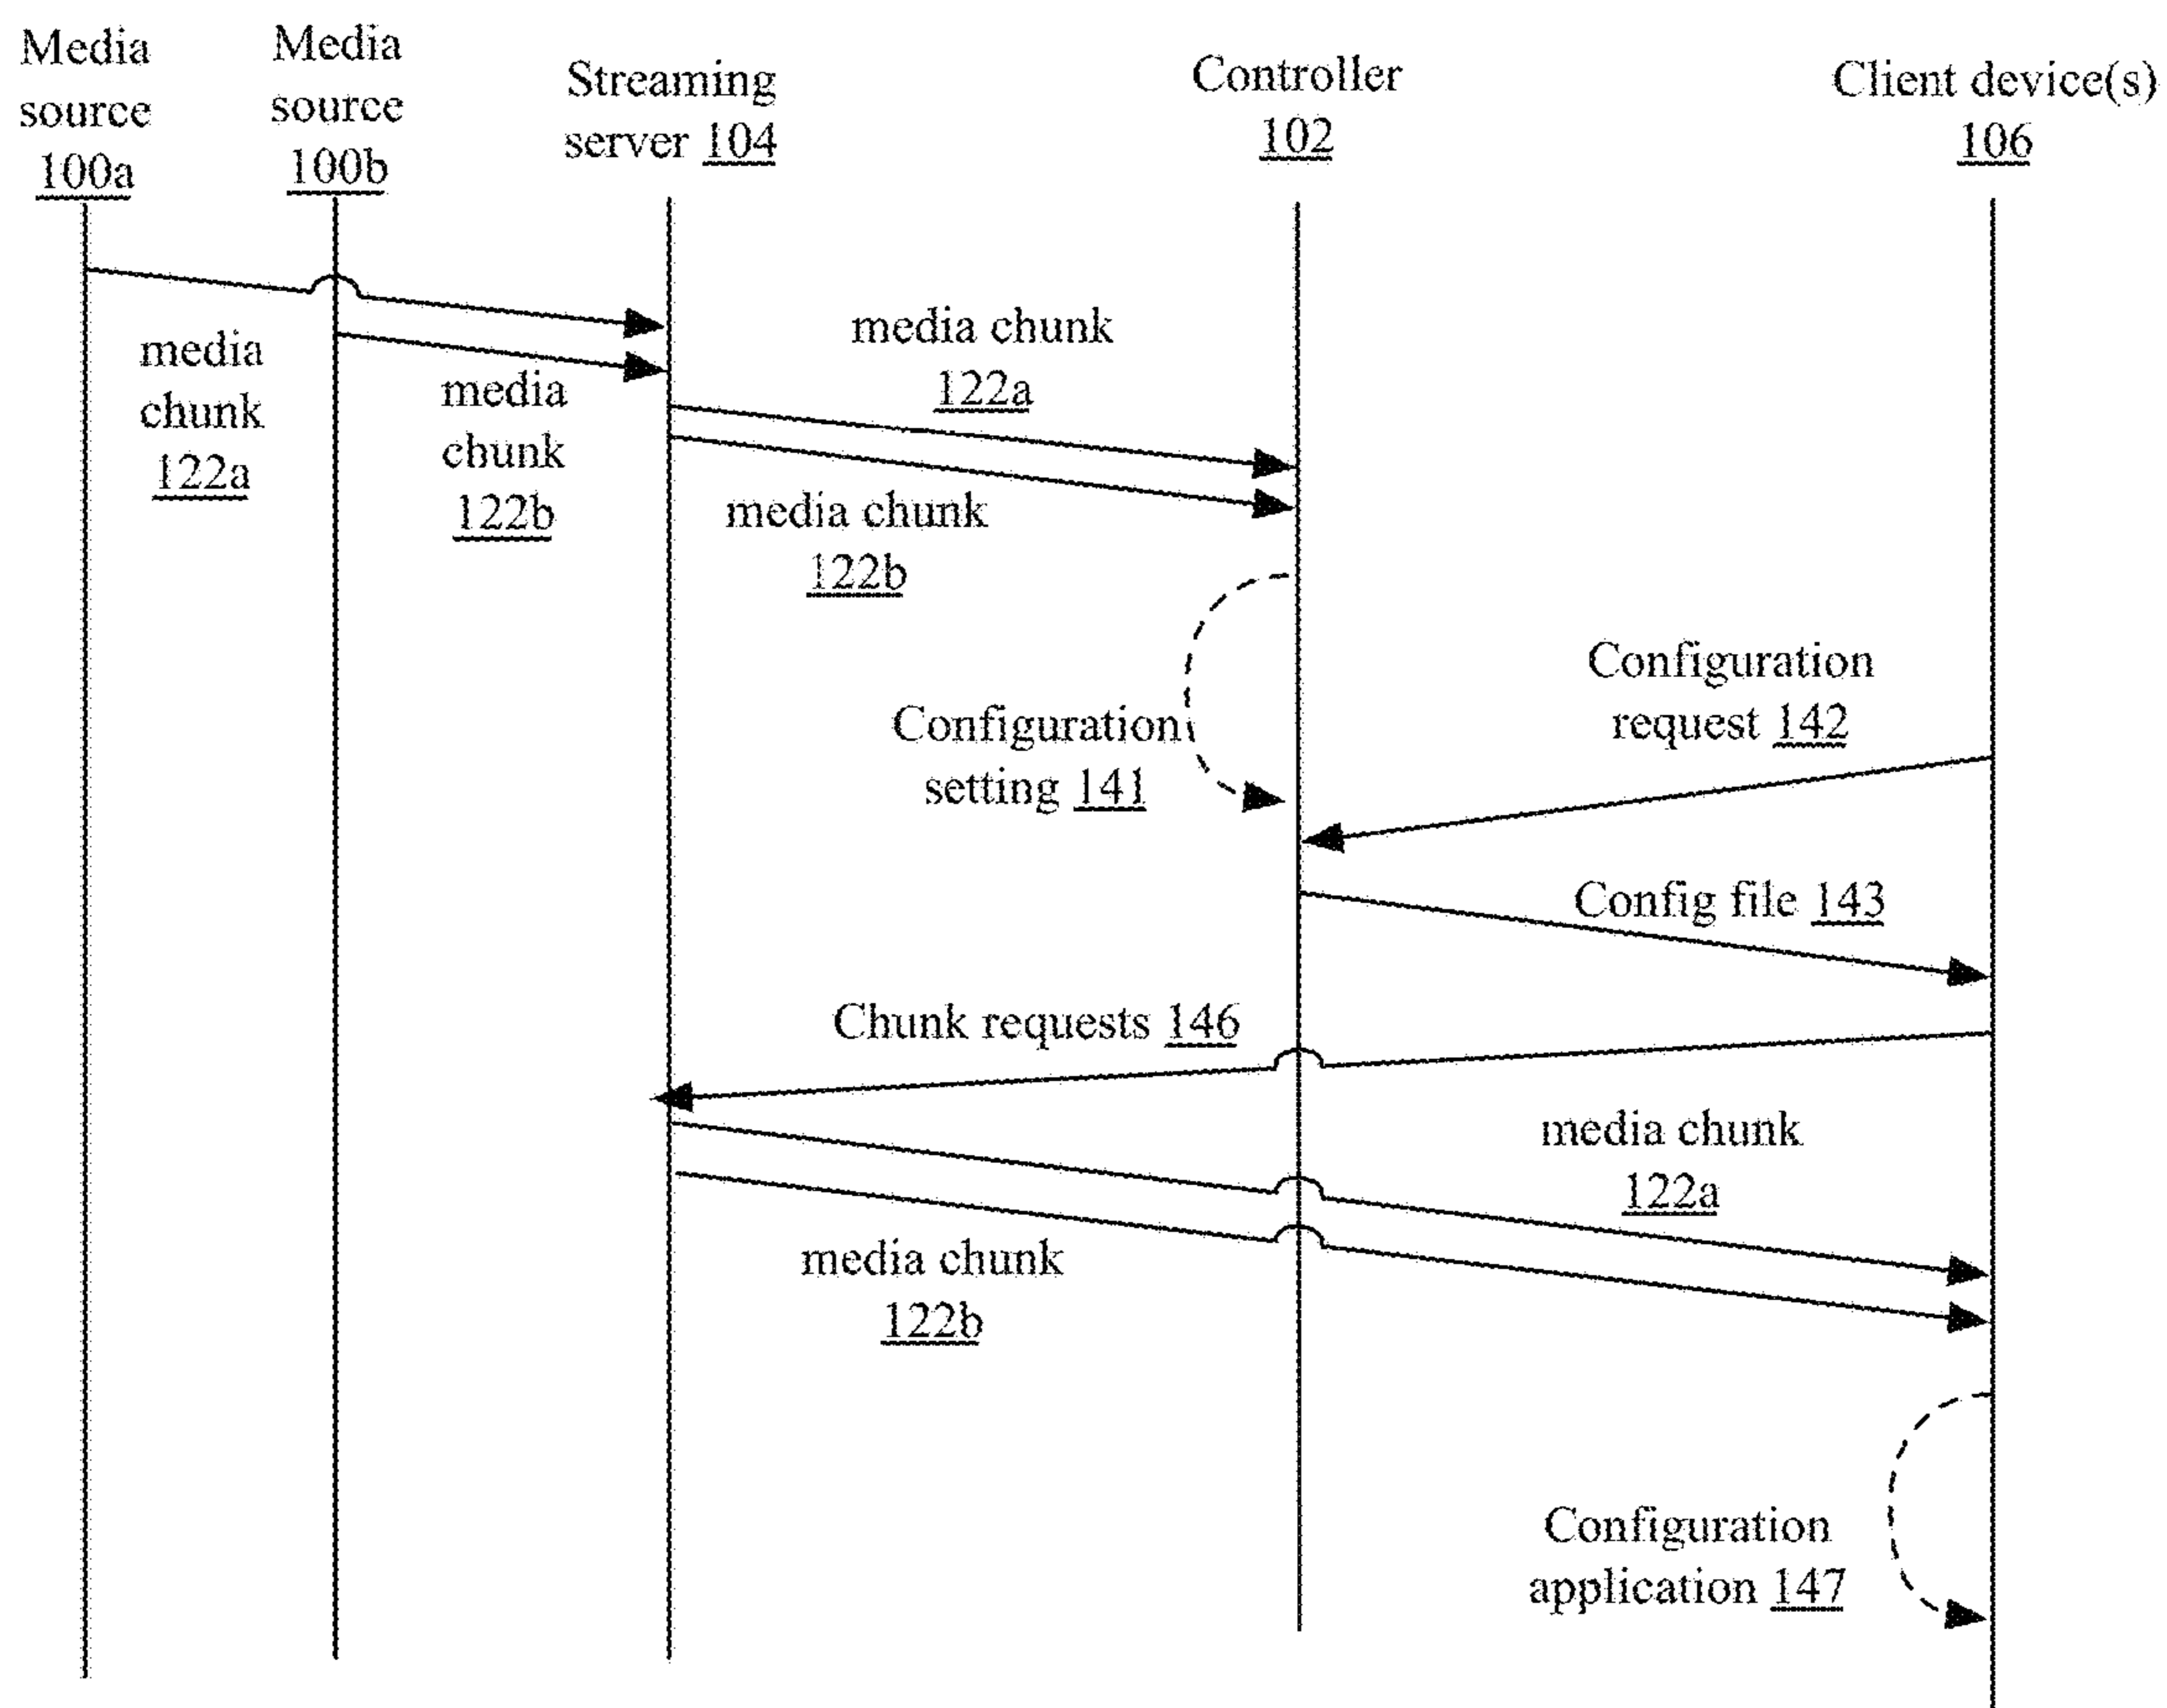 Media
source
100a
Media
source
100b
Streaming
server 104
Controller
102
Client device(s)
106
media
chunk
122a
media
chunk
122b
media chunk
122a
media chunk
122b
Configuration
setting 141
Configuration
request 142
Config file 143
Chunk requests 146
media chunk
122a
media chunk
122b
Configuration
application 147